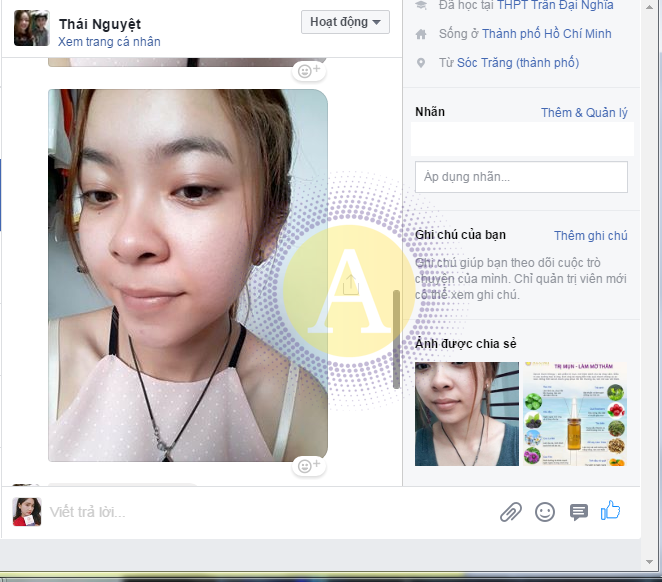 Thái Nguyệt
Xem trang cá nhân
Hoạt động
Đã học tại THPT Trần Đại Nghĩa
Sống ở Thành phố Hồ Chí Minh
Từ Sóc Trăng (thành phố)
Nhãn
Thêm & Quản lý
Áp dụng nhãn...
Ghi chú của bạn
Thêm ghi chú
Ghi chú giúp bạn theo dõi cuộc trò
chuyện của mình. Chỉ quản trị viên mới
có thể xem ghi chú.
Ảnh được chia sẻ
TRỊ MỤN - LÀM MỜ THÂM
A
Viết trả lời...